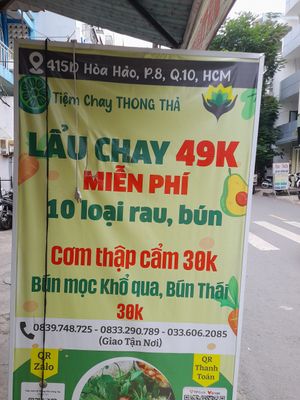 415D Hòa Hảo, P.8, Q.10, HCM
Tiệm Chay THONG THẢ
LẨU CHAY 49K
MIỄN PHÍ
10 loại rau, bún
Cơm thập cẩm 30k
Bún mọc Khổ qua, Bún Thái
30k
0839.748.725 - 0833.290.789 - 033.606.2085
(Giao Tận Nơi)
QR
Zalo
QR
Thanh
Toán